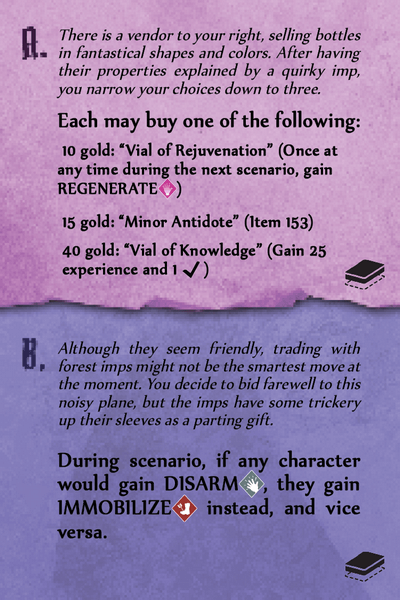 A. There is a vendor to your right, selling bottles
in fantastical shapes and colors. After having
their properties explained by a quirky imp,
you narrow your choices down to three.
Each may buy one of the following:
10 gold: “Vial of Rejuvenation” (Once at
any time during the next scenario, gain
REGENERATE)
15 gold: “Minor Antidote” (Item 153)
40 gold: “Vial of Knowledge” (Gain 25
experience and 1 ✓)
B. Although they seem friendly, trading with
forest imps might not be the smartest move at
the moment. You decide to bid farewell to this
noisy plane, but the imps have some trickery
up their sleeves as a parting gift.
During scenario, if any character
would gain DISARM, they gain
IMMOBILIZE instead, and vice
versa.